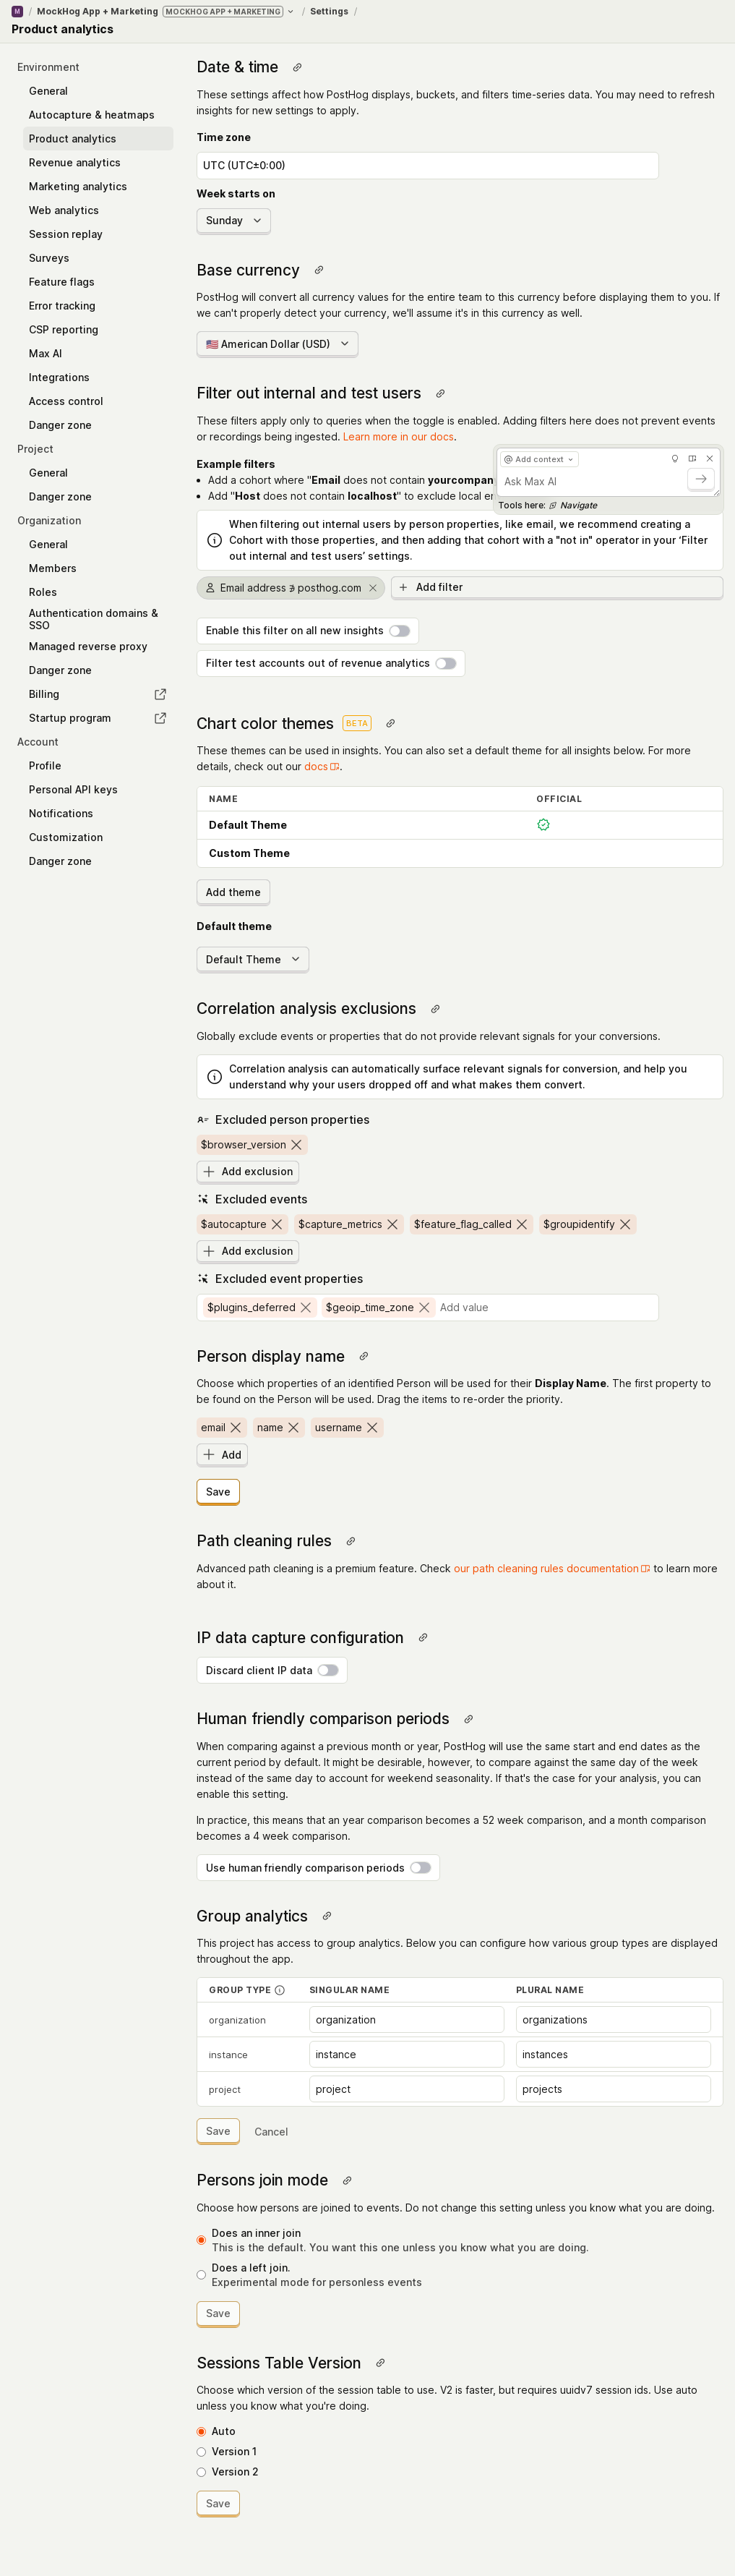 M / MockHog App + Marketing MOCKHOG APP + MARKETING / Settings /
Product analytics
Environment
General
Autocapture & heatmaps
Product analytics
Revenue analytics
Marketing analytics
Web analytics
Session replay
Surveys
Feature flags
Error tracking
CSP reporting
Max AI
Integrations
Access control
Danger zone
Project
General
Danger zone
Organization
General
Members
Roles
Authentication domains &
SSO
Managed reverse proxy
Danger zone
Billing
Startup program
Account
Profile
Personal API keys
Notifications
Customization
Danger zone
Date & time
These settings affect how PostHog displays, buckets, and filters time-series data. You may need to refresh
insights for new settings to apply.
Time zone
UTC (UTC±0:00)
Week starts on
Sunday
Base currency
PostHog will convert all currency values for the entire team to this currency before displaying them to you. If
we can't properly detect your currency, we'll assume it's in this currency as well.
🇺🇸 American Dollar (USD)
Filter out internal and test users
These filters apply only to queries when the toggle is enabled. Adding filters here does not prevent events
or recordings being ingested. Learn more in our docs.
Example filters
Add a cohort where "Email does not contain yourcompan
Add "Host does not contain localhost" to exclude local en
@ Add context
Ask Max AI
Tools here: Navigate
When filtering out internal users by person properties, like email, we recommend creating a
Cohort with those properties, and then adding that cohort with a "not in" operator in your ‘Filter
out internal and test users’ settings.
Email address ∌ posthog.com
Add filter
Enable this filter on all new insights
Filter test accounts out of revenue analytics
Chart color themes BETA
These themes can be used in insights. You can also set a default theme for all insights below. For more
details, check out our docs.
NAME OFFICIAL
Default Theme
Custom Theme
Add theme
Default theme
Default Theme
Correlation analysis exclusions
Globally exclude events or properties that do not provide relevant signals for your conversions.
Correlation analysis can automatically surface relevant signals for conversion, and help you
understand why your users dropped off and what makes them convert.
Excluded person properties
$browser_version
Add exclusion
Excluded events
$autocapture $capture_metrics $feature_flag_called $groupidentify
Add exclusion
Excluded event properties
$plugins_deferred $geoip_time_zone Add value
Person display name
Choose which properties of an identified Person will be used for their Display Name. The first property to
be found on the Person will be used. Drag the items to re-order the priority.
email name username
Add
Save
Path cleaning rules
Advanced path cleaning is a premium feature. Check our path cleaning rules documentation to learn more
about it.
IP data capture configuration
Discard client IP data
Human friendly comparison periods
When comparing against a previous month or year, PostHog will use the same start and end dates as the
current period by default. It might be desirable, however, to compare against the same day of the week
instead of the same day to account for weekend seasonality. If that's the case for your analysis, you can
enable this setting.
In practice, this means that an year comparison becomes a 52 week comparison, and a month comparison
becomes a 4 week comparison.
Use human friendly comparison periods
Group analytics
This project has access to group analytics. Below you can configure how various group types are displayed
throughout the app.
GROUP TYPE SINGULAR NAME PLURAL NAME
organization organization organizations
instance instance instances
project project projects
Save Cancel
Persons join mode
Choose how persons are joined to events. Do not change this setting unless you know what you are doing.
Does an inner join
This is the default. You want this one unless you know what you are doing.
Does a left join.
Experimental mode for personless events
Save
Sessions Table Version
Choose which version of the session table to use. V2 is faster, but requires uuidv7 session ids. Use auto
unless you know what you're doing.
Auto
Version 1
Version 2
Save